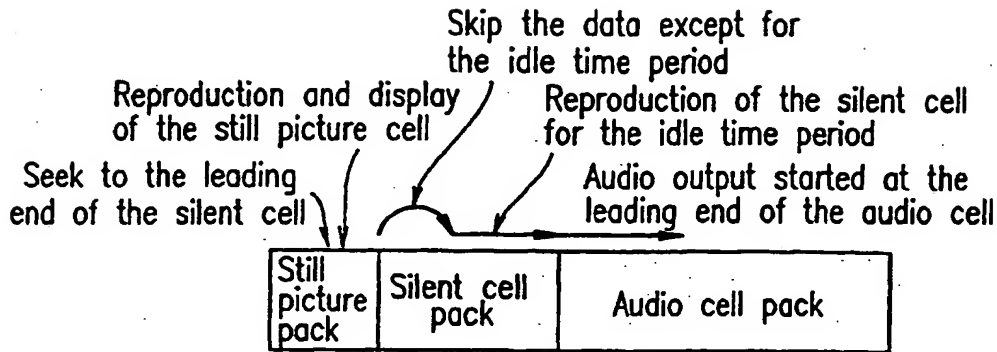 Skip the data except for
the idle time period
Reproduction and display
of the still picture cell
Reproduction of the silent cell
for the idle time period
Seek to the leading
end of the silent cell
Audio output started at the
leading end of the audio cell
Still
picture
pack
Silent cell
pack
Audio cell pack